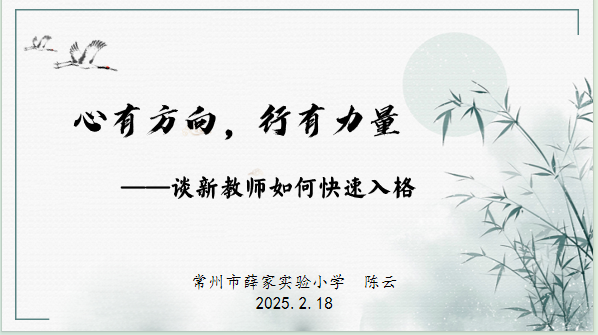 心有方向，行有力量
——谈新教师如何快速入格
常州市薛家实验小学 陈云
2025.2.18